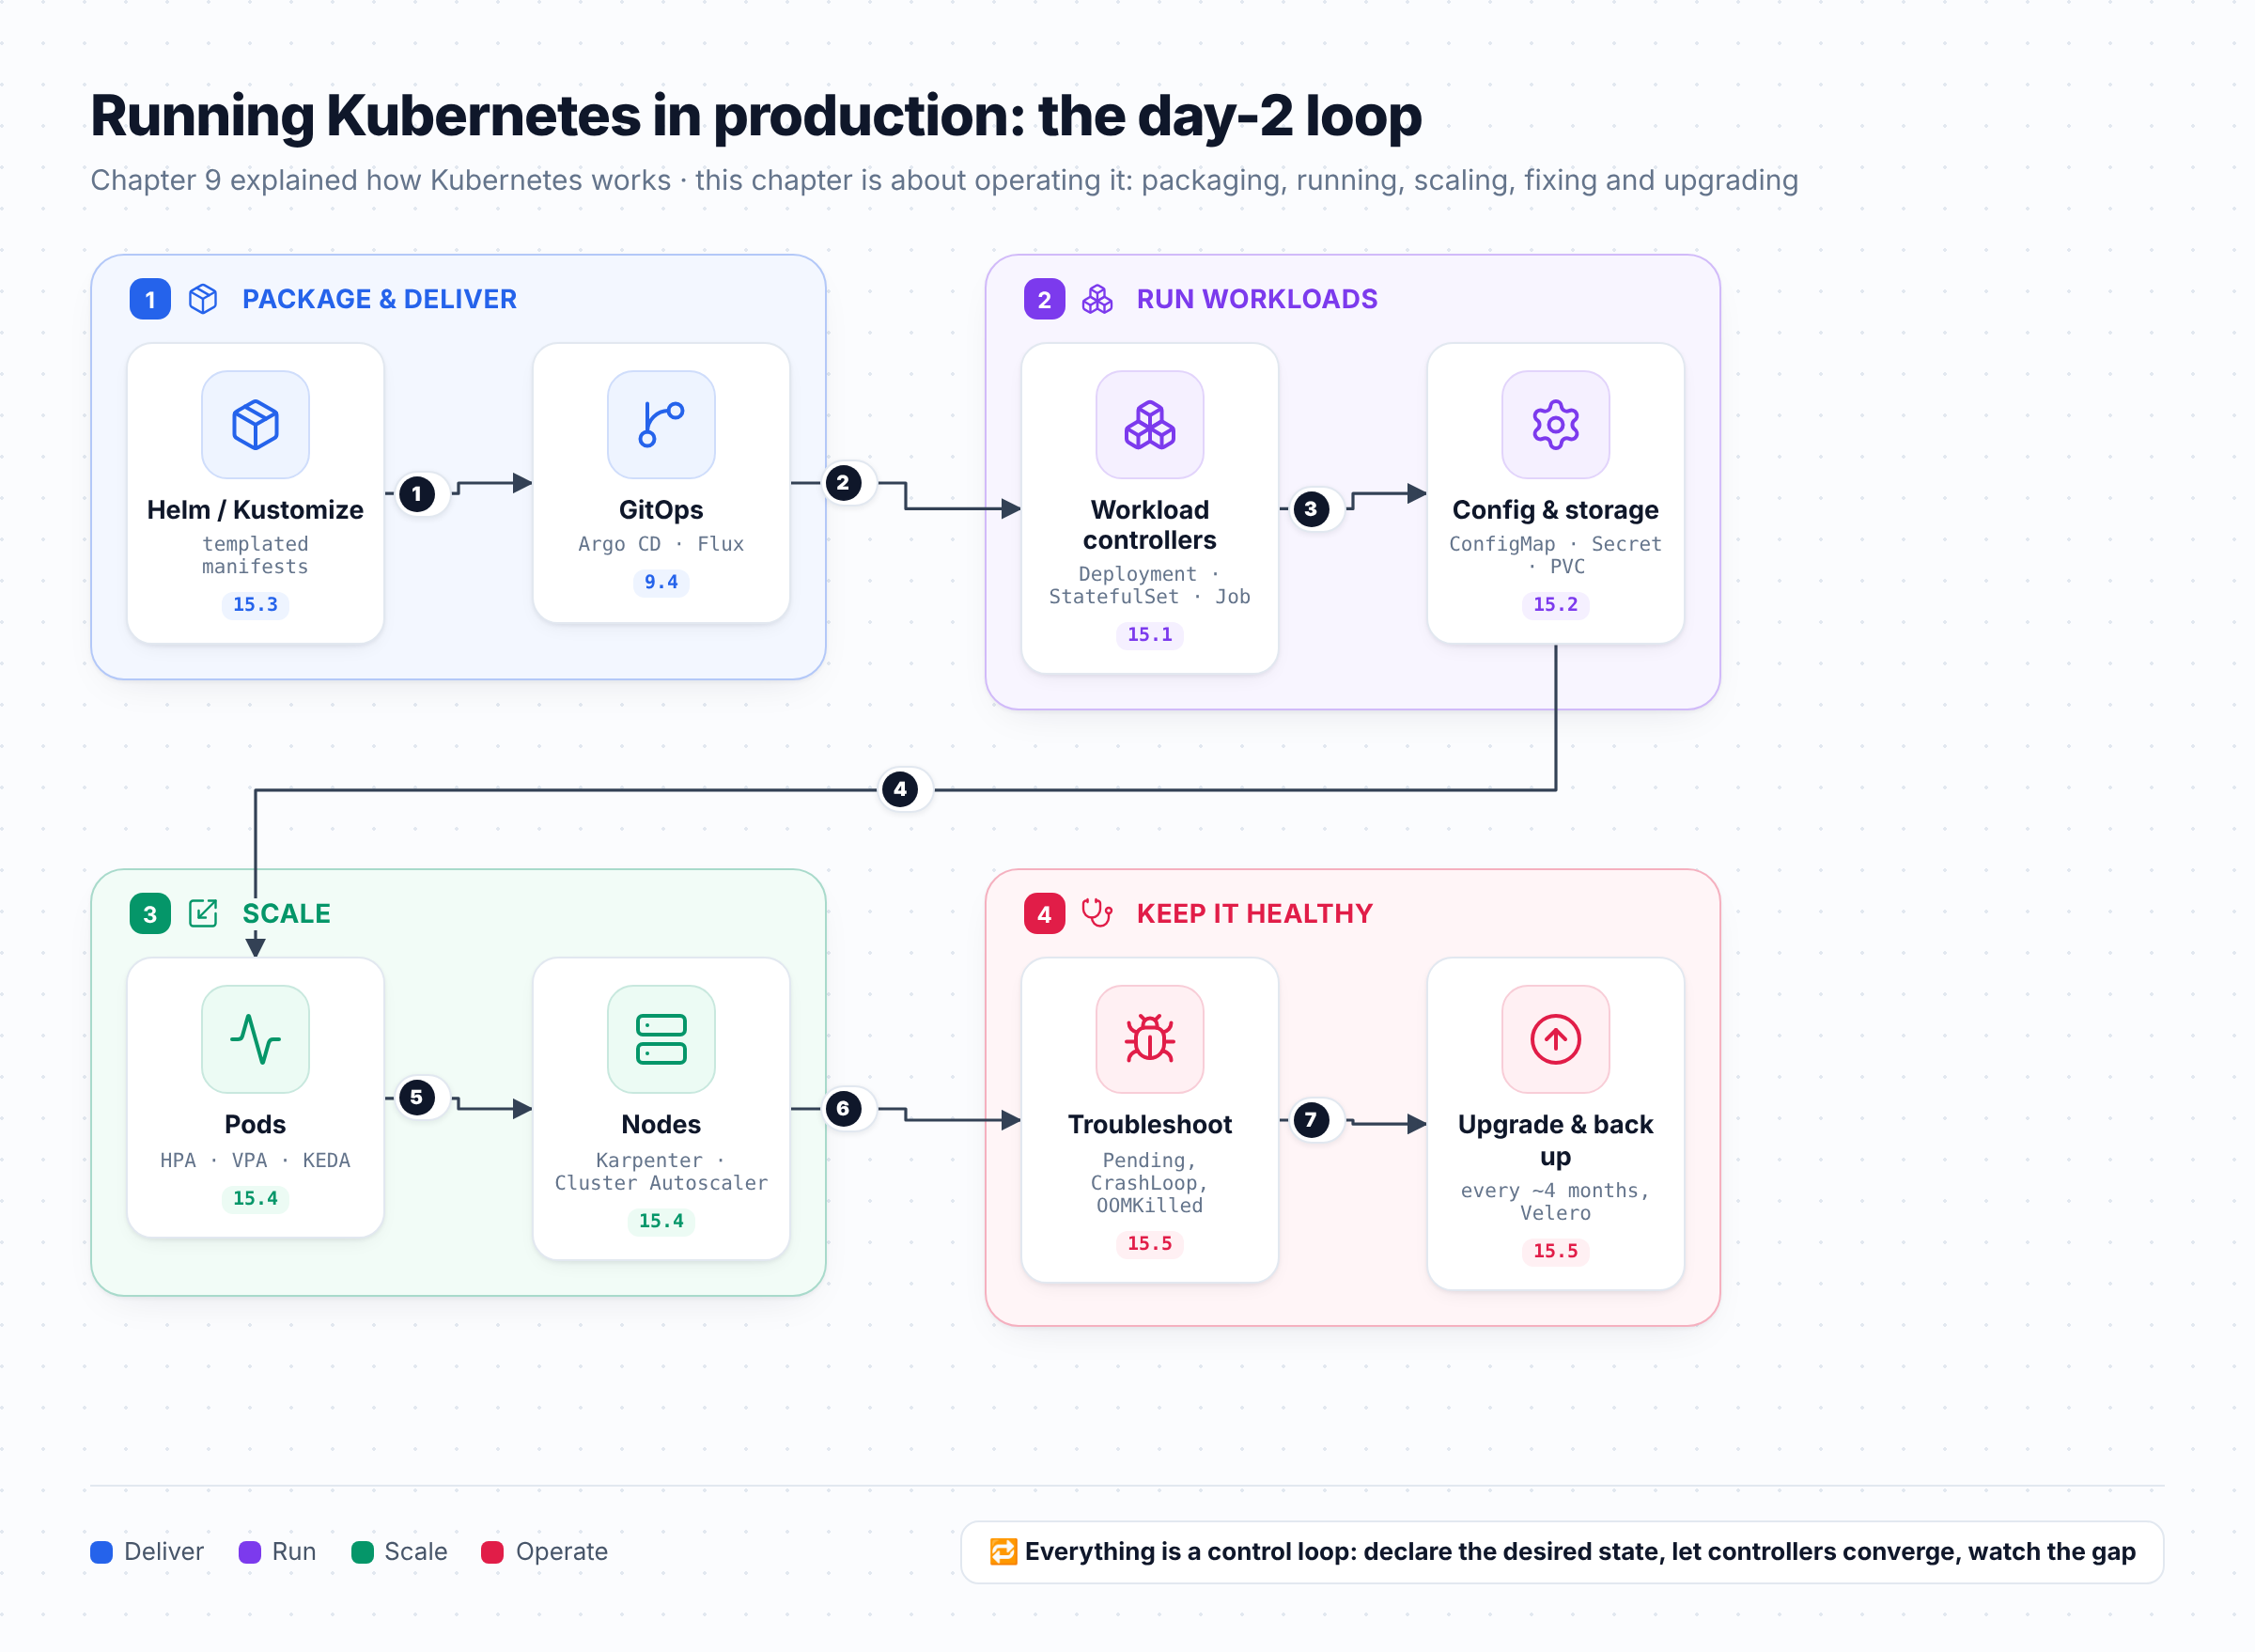 Running Kubernetes in production: the day-2 loop
Chapter 9 explained how Kubernetes works · this chapter is about operating it: packaging, running, scaling, fixing and upgrading
1 PACKAGE & DELIVER
Helm / Kustomize
templated
manifests
15.3
1
GitOps
Argo CD · Flux
9.4
2
2 RUN WORKLOADS
Workload
controllers
Deployment ·
StatefulSet · Job
15.1
3
Config & storage
ConfigMap · Secret
· PVC
15.2
4
3 SCALE
Pods
HPA · VPA · KEDA
15.4
5
Nodes
Karpenter ·
Cluster Autoscaler
15.4
6
4 KEEP IT HEALTHY
Troubleshoot
Pending,
CrashLoop,
OOMKilled
15.5
7
Upgrade & back
up
every ~4 months,
Velero
15.5
Deliver Run Scale Operate
🔁 Everything is a control loop: declare the desired state, let controllers converge, watch the gap